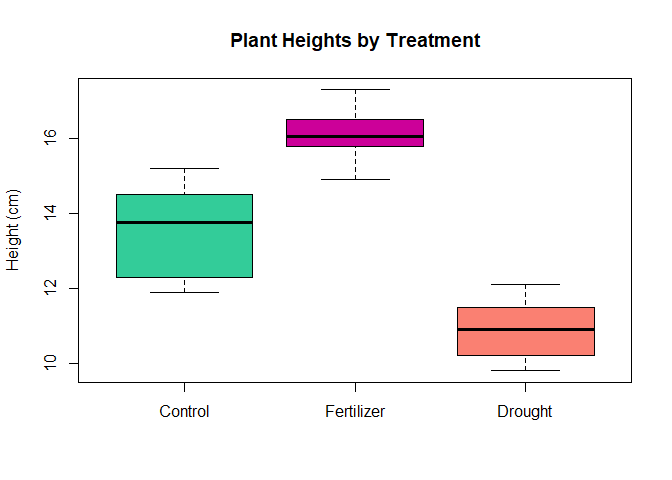 Plant Heights by Treatment
Height (cm)
16
14
12
10
Control Fertilizer Drought